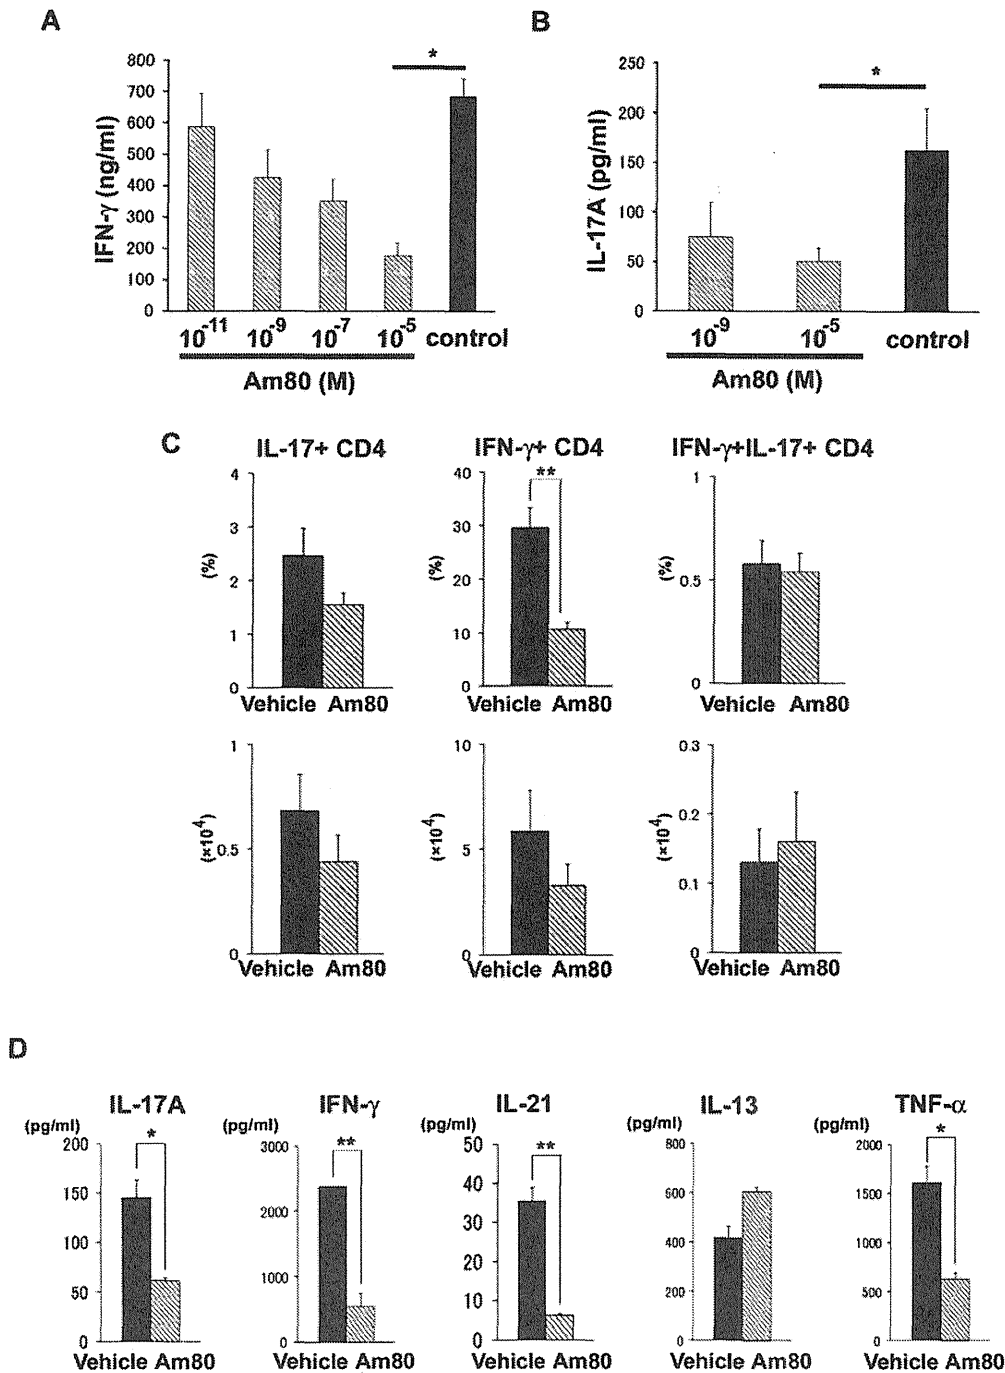 A
B
IFN-γ (ng/ml)
800
700
600
500
400
300
200
100
0
*
10⁻¹¹ 10⁻⁹ 10⁻⁷ 10⁻⁵ control
Am80 (M)
IL-17A (pg/ml)
250
200
150
100
50
0
*
10⁻⁹ 10⁻⁵ control
Am80 (M)
C
IL-17+ CD4
(%)
4
3
2
1
0
Vehicle Am80
IFN-γ+ CD4
(%)
40
30
20
10
0
**
Vehicle Am80
IFN-γ+IL-17+ CD4
(%)
1
0.5
0
Vehicle Am80
(×10⁴)
1
0.5
0
Vehicle Am80
(×10⁴)
10
5
0
Vehicle Am80
(×10⁴)
0.3
0.2
0.1
0
Vehicle Am80
D
IL-17A
(pg/ml)
200
150
100
50
0
*
Vehicle Am80
IFN-γ
(pg/ml)
3000
2000
1000
0
**
Vehicle Am80
IL-21
(pg/ml)
50
40
30
20
10
0
**
Vehicle Am80
IL-13
(pg/ml)
800
600
400
200
0
Vehicle Am80
TNF-α
(pg/ml)
2000
1500
1000
500
0
*
Vehicle Am80